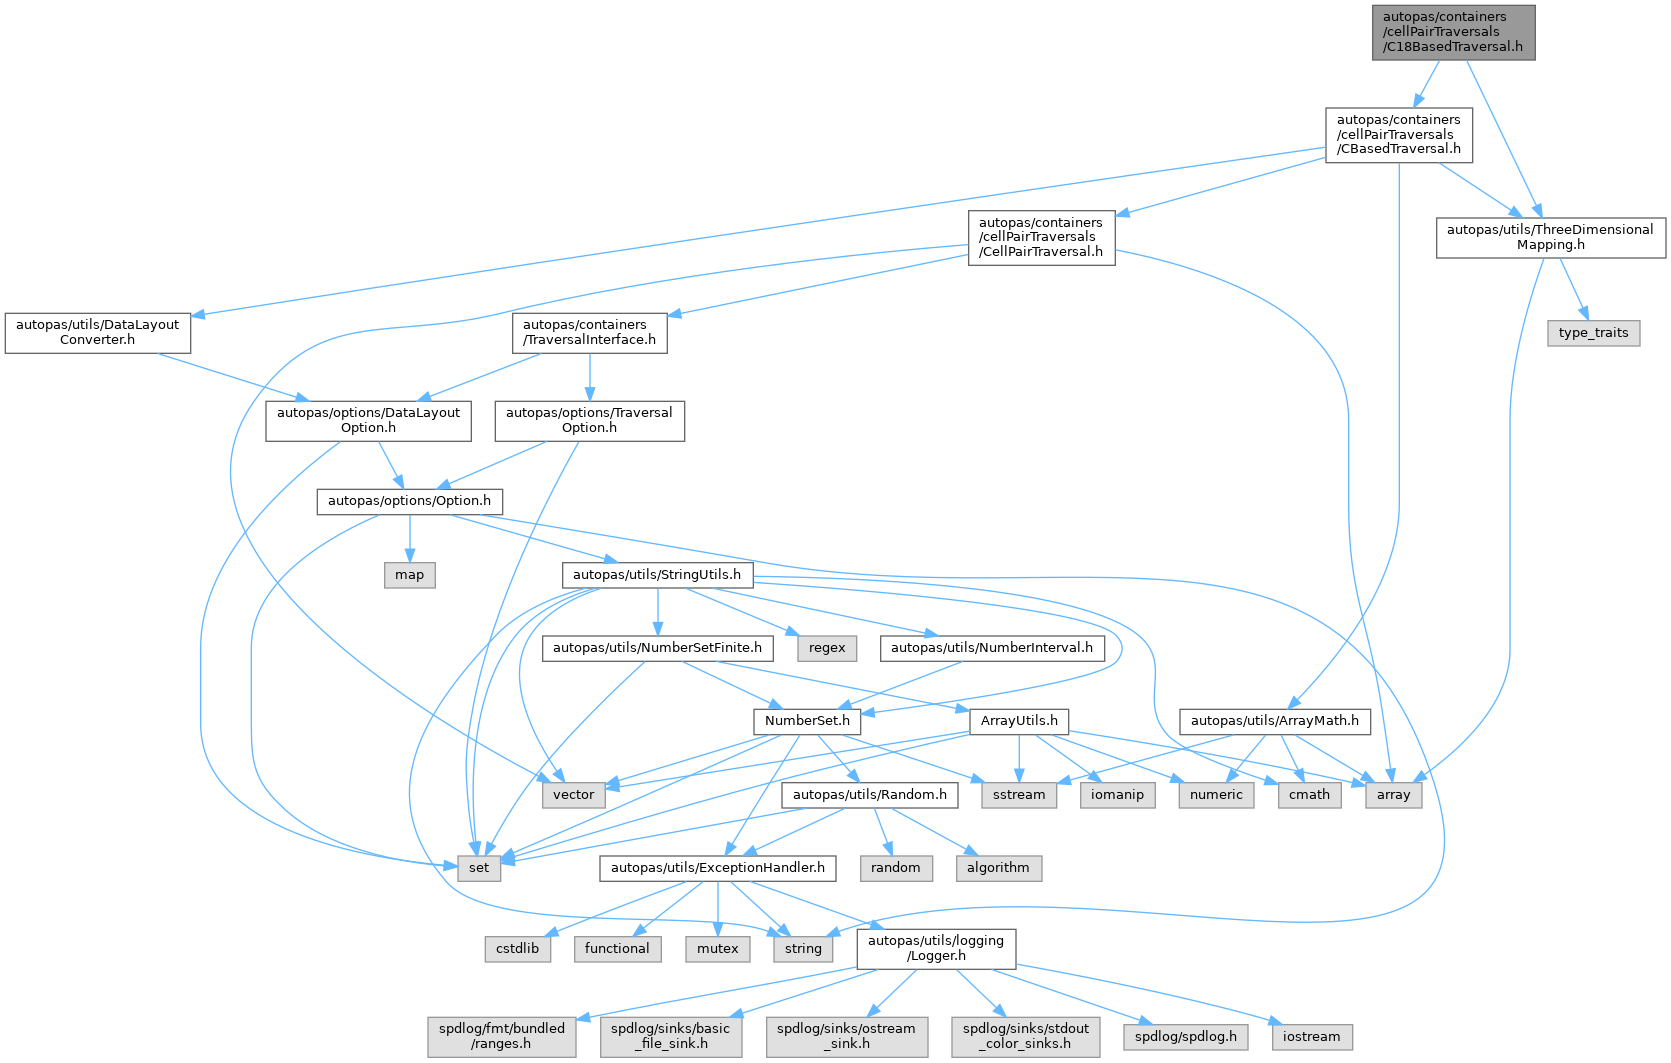 autopas/containers
/cellPairTraversals
/C18BasedTraversal.h
autopas/containers
/cellPairTraversals
/CBasedTraversal.h
autopas/containers
/cellPairTraversals
/CellPairTraversal.h
autopas/utils/ThreeDimensional
Mapping.h
autopas/utils/DataLayout
Converter.h
autopas/containers
/TraversalInterface.h
type_traits
autopas/options/DataLayout
Option.h
autopas/options/Traversal
Option.h
autopas/options/Option.h
map
autopas/utils/StringUtils.h
autopas/utils/NumberSetFinite.h
regex
autopas/utils/NumberInterval.h
NumberSet.h
ArrayUtils.h
autopas/utils/ArrayMath.h
vector
autopas/utils/Random.h
sstream
iomanip
numeric
cmath
array
set
autopas/utils/ExceptionHandler.h
random
algorithm
cstdlib
functional
mutex
string
autopas/utils/logging
/Logger.h
spdlog/fmt/bundled
/ranges.h
spdlog/sinks/basic
_file_sink.h
spdlog/sinks/ostream
_sink.h
spdlog/sinks/stdout
_color_sinks.h
spdlog/spdlog.h
iostream